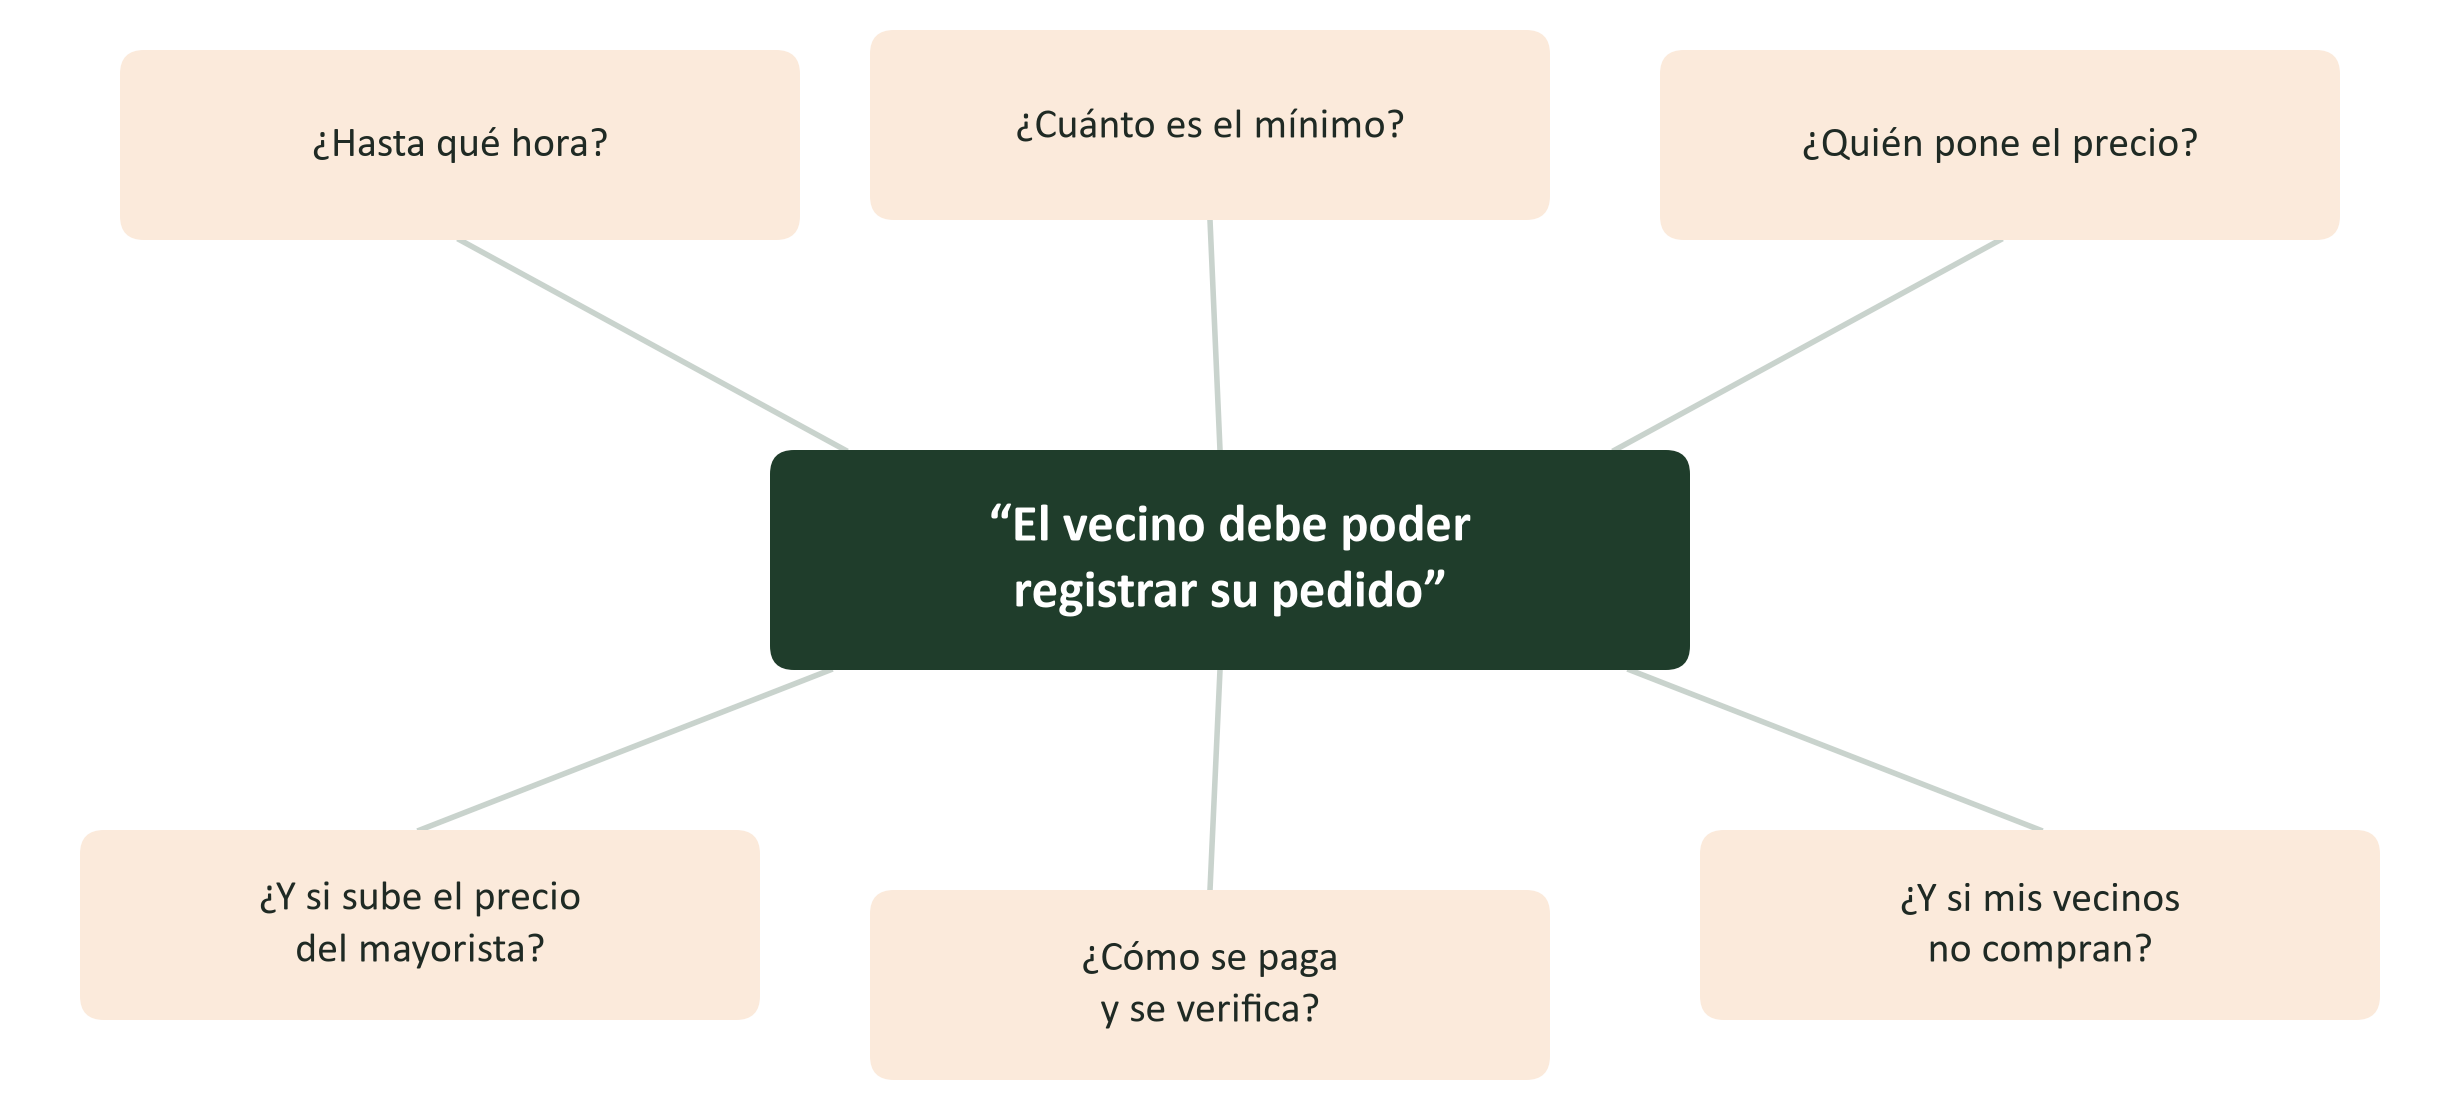 ¿Hasta qué hora?
¿Cuánto es el mínimo?
¿Quién pone el precio?
“El vecino debe poder
registrar su pedido”
¿Y si sube el precio
del mayorista?
¿Cómo se paga
y se verifica?
¿Y si mis vecinos
no compran?